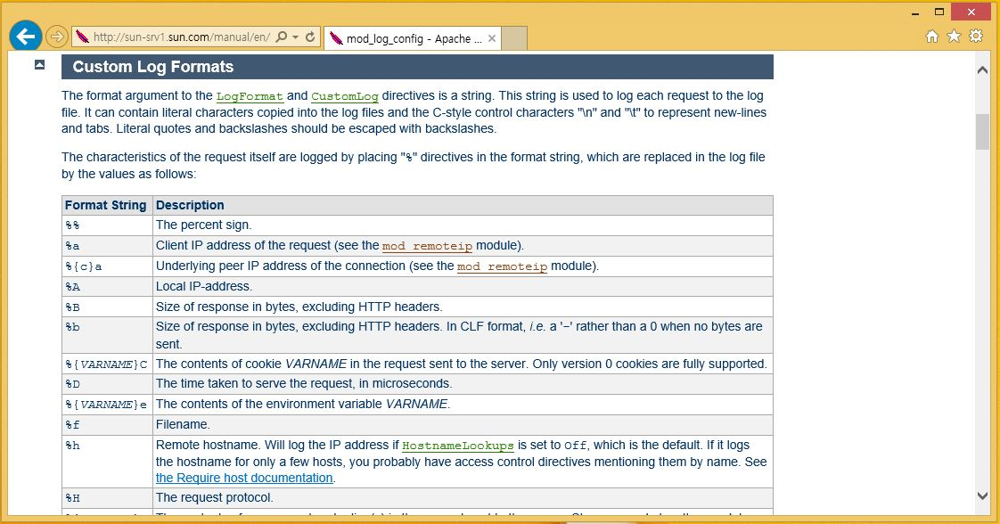 http://sun-srv1.sun.com/manual/en/
mod_log_config - Apache ...
Custom Log Formats
The format argument to the LogFormat and CustomLog directives is a string. This string is used to log each request to the log
file. It can contain literal characters copied into the log files and the C-style control characters "\n" and "\t" to represent new-lines
and tabs. Literal quotes and backslashes should be escaped with backslashes.
The characteristics of the request itself are logged by placing "%" directives in the format string, which are replaced in the log file
by the values as follows:
Format String Description
%% The percent sign.
%a Client IP address of the request (see the mod_remoteip module).
%{c}a Underlying peer IP address of the connection (see the mod_remoteip module).
%A Local IP-address.
%B Size of response in bytes, excluding HTTP headers.
%b Size of response in bytes, excluding HTTP headers. In CLF format, i.e. a '-' rather than a 0 when no bytes are
sent.
%{VARNAME}C The contents of cookie VARNAME in the request sent to the server. Only version 0 cookies are fully supported.
%D The time taken to serve the request, in microseconds.
%{VARNAME}e The contents of the environment variable VARNAME.
%f Filename.
%h Remote hostname. Will log the IP address if HostnameLookups is set to Off, which is the default. If it logs
the hostname for only a few hosts, you probably have access control directives mentioning them by name. See
the Require host documentation.
%H The request protocol.